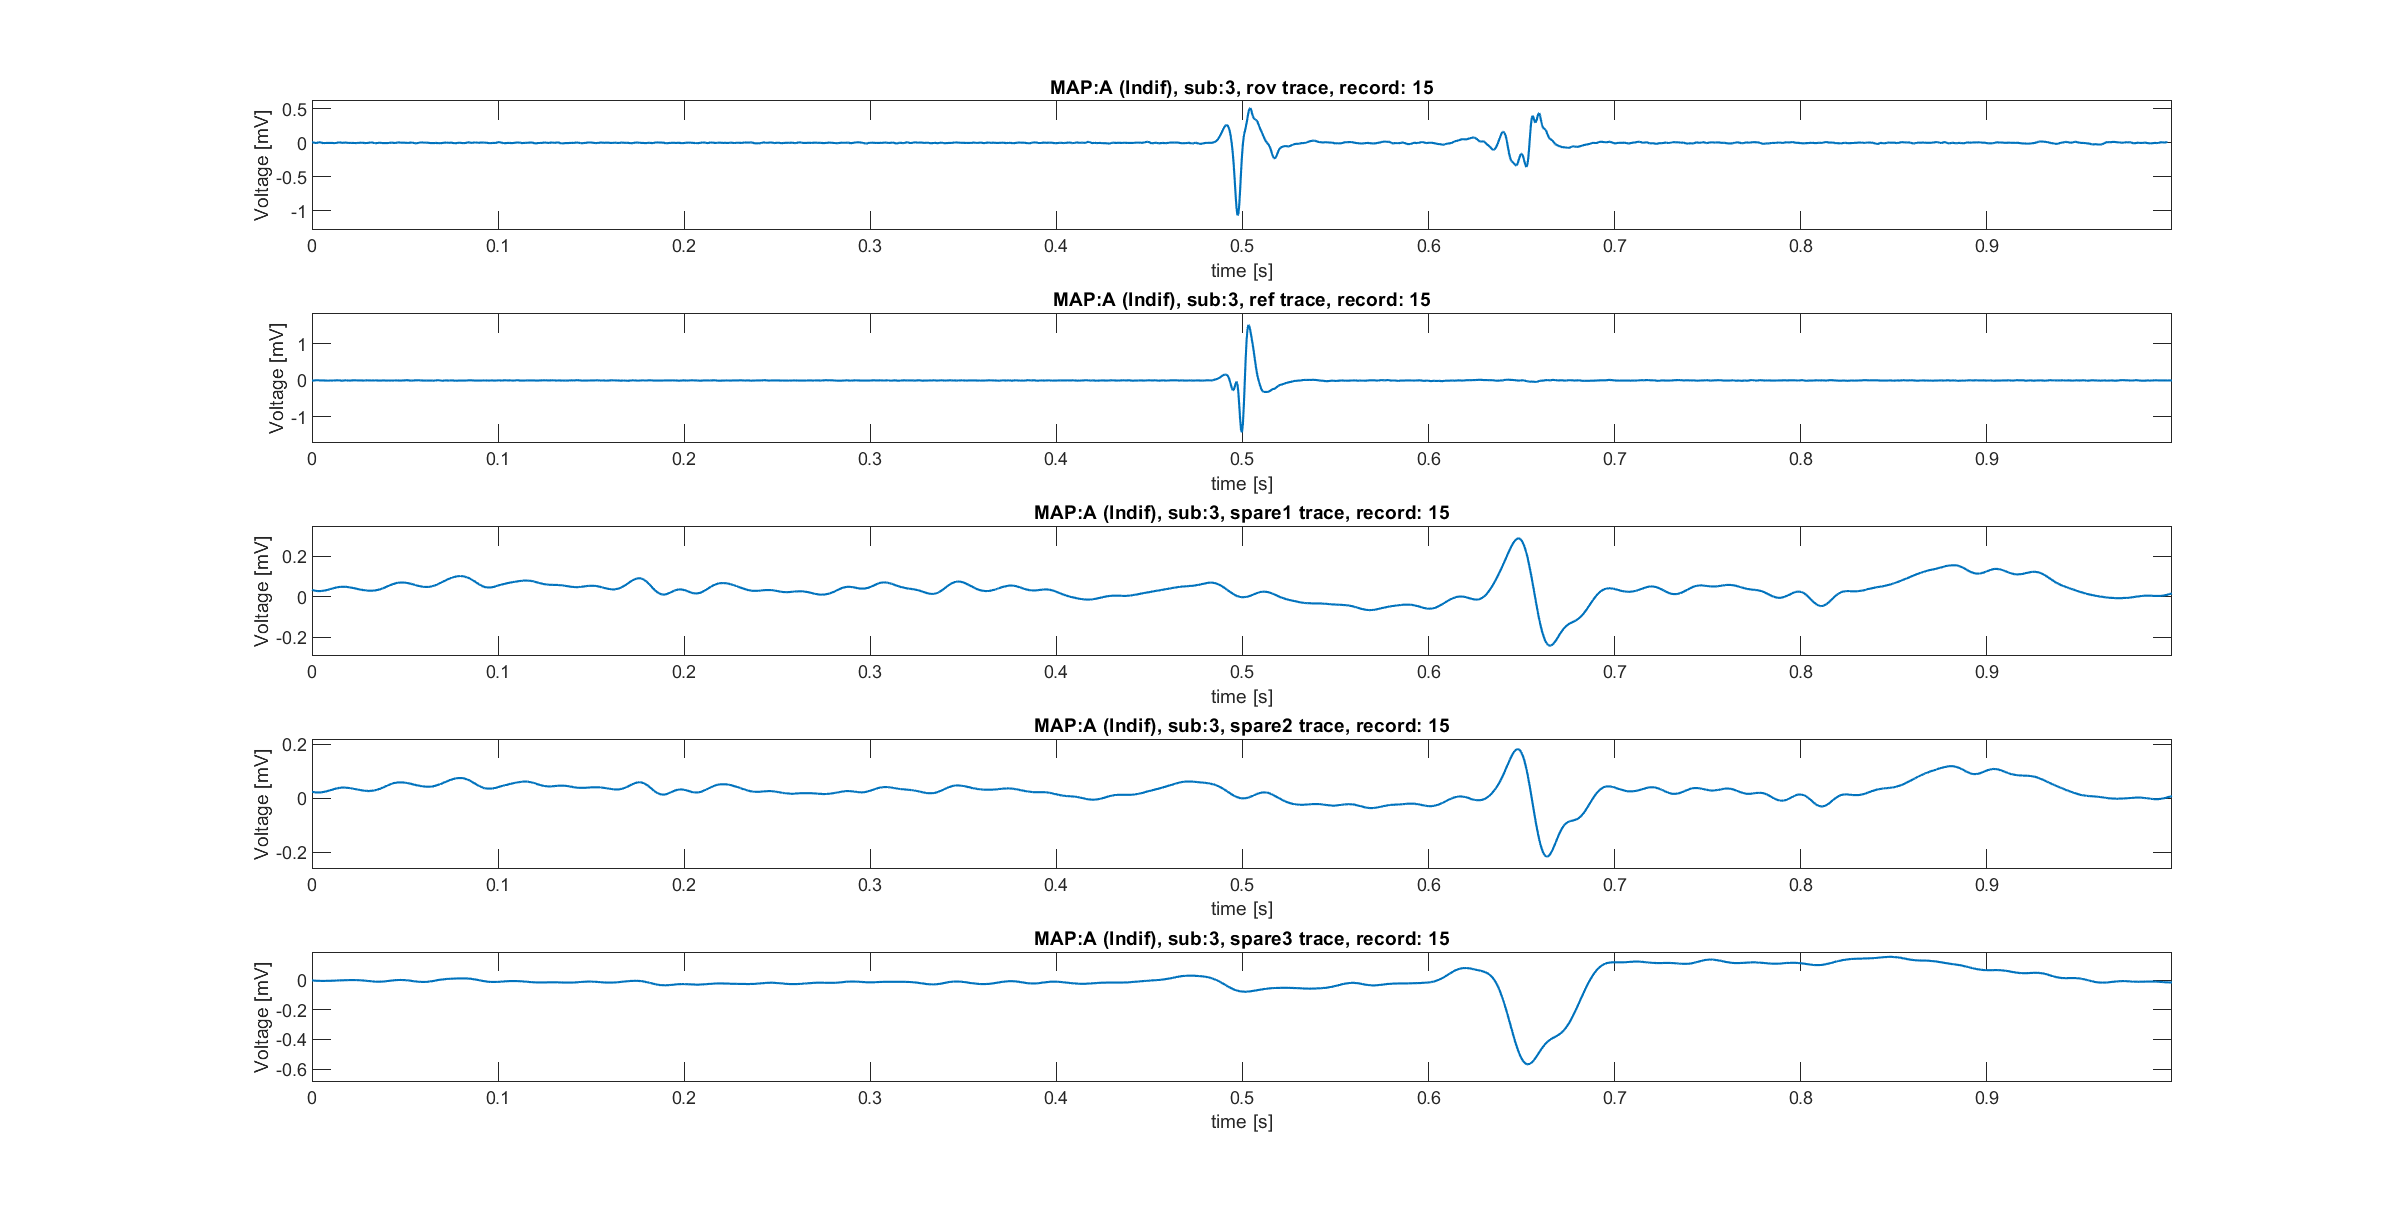 MAP:A (Indif), sub:3, rov trace, record: 15
Voltage [mV]
0.5
0
-0.5
-1
0 0.1 0.2 0.3 0.4 0.5 0.6 0.7 0.8 0.9
time [s]
MAP:A (Indif), sub:3, ref trace, record: 15
Voltage [mV]
1
0
-1
0 0.1 0.2 0.3 0.4 0.5 0.6 0.7 0.8 0.9
time [s]
MAP:A (Indif), sub:3, spare1 trace, record: 15
Voltage [mV]
0.2
0
-0.2
0 0.1 0.2 0.3 0.4 0.5 0.6 0.7 0.8 0.9
time [s]
MAP:A (Indif), sub:3, spare2 trace, record: 15
Voltage [mV]
0.2
0
-0.2
0 0.1 0.2 0.3 0.4 0.5 0.6 0.7 0.8 0.9
time [s]
MAP:A (Indif), sub:3, spare3 trace, record: 15
Voltage [mV]
0
-0.2
-0.4
-0.6
0 0.1 0.2 0.3 0.4 0.5 0.6 0.7 0.8 0.9
time [s]